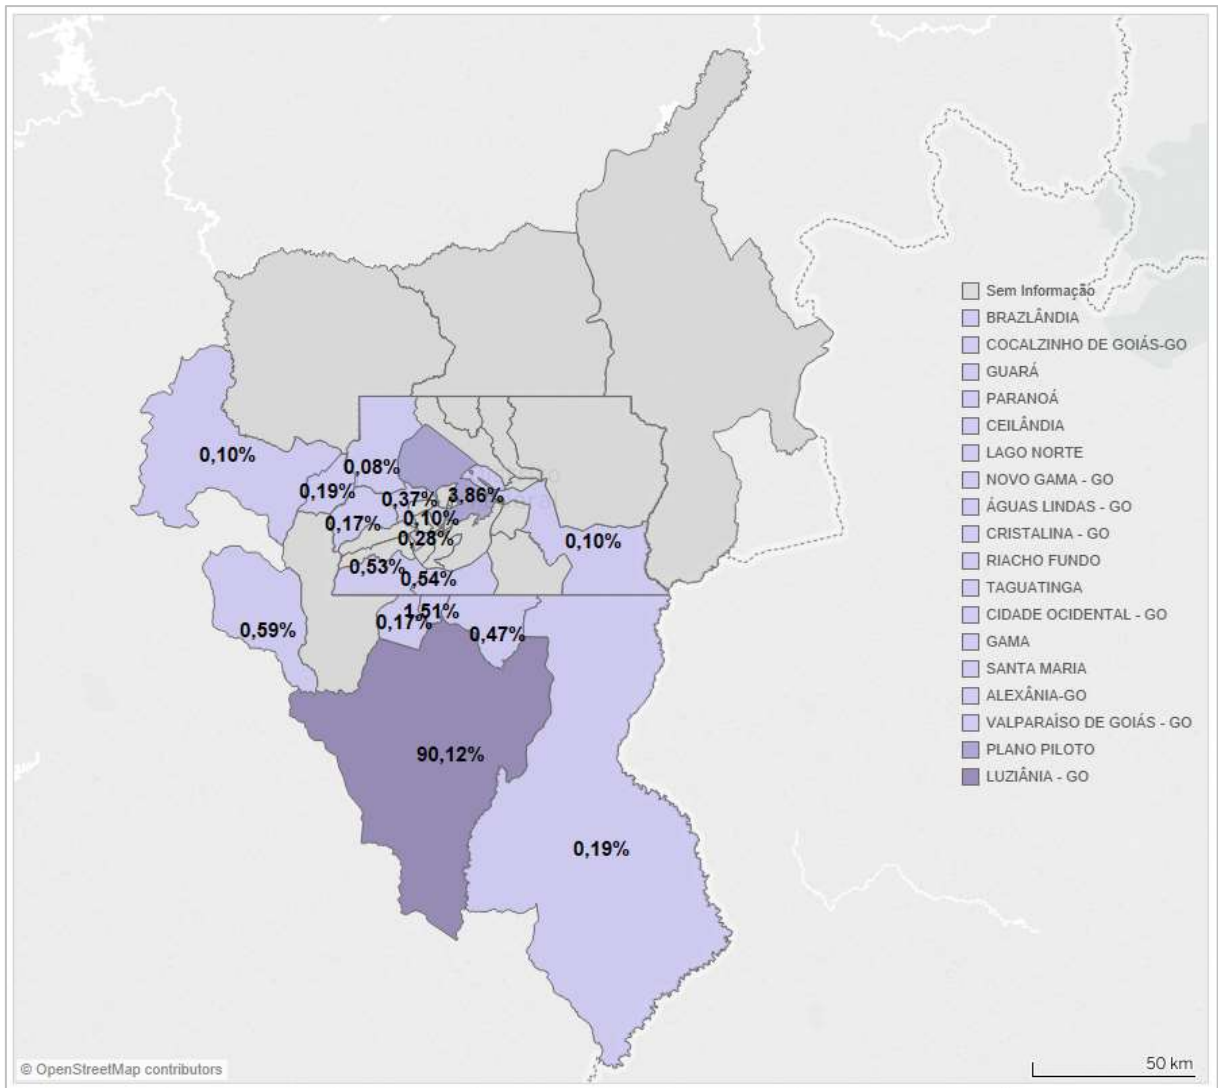 Sem Informação
BRAZLÂNDIA
COCALZINHO DE GOIÁS-GO
GUARÁ
PARANOÁ
CEILÂNDIA
LAGO NORTE
NOVO GAMA - GO
ÁGUAS LINDAS - GO
CRISTALINA - GO
RIACHO FUNDO
TAGUATINGA
CIDADE OCIDENTAL - GO
GAMA
SANTA MARIA
ALEXÂNIA-GO
VALPARAÍSO DE GOIÁS - GO
PLANO PILOTO
LUZIÂNIA - GO
0,10%
0,08%
0,19%
0,37%
3,86%
0,17%
0,10%
0,28%
0,10%
0,53%
0,54%
1,51%
0,17%
0,59%
0,47%
90,12%
0,19%
© OpenStreetMap contributors
50 km